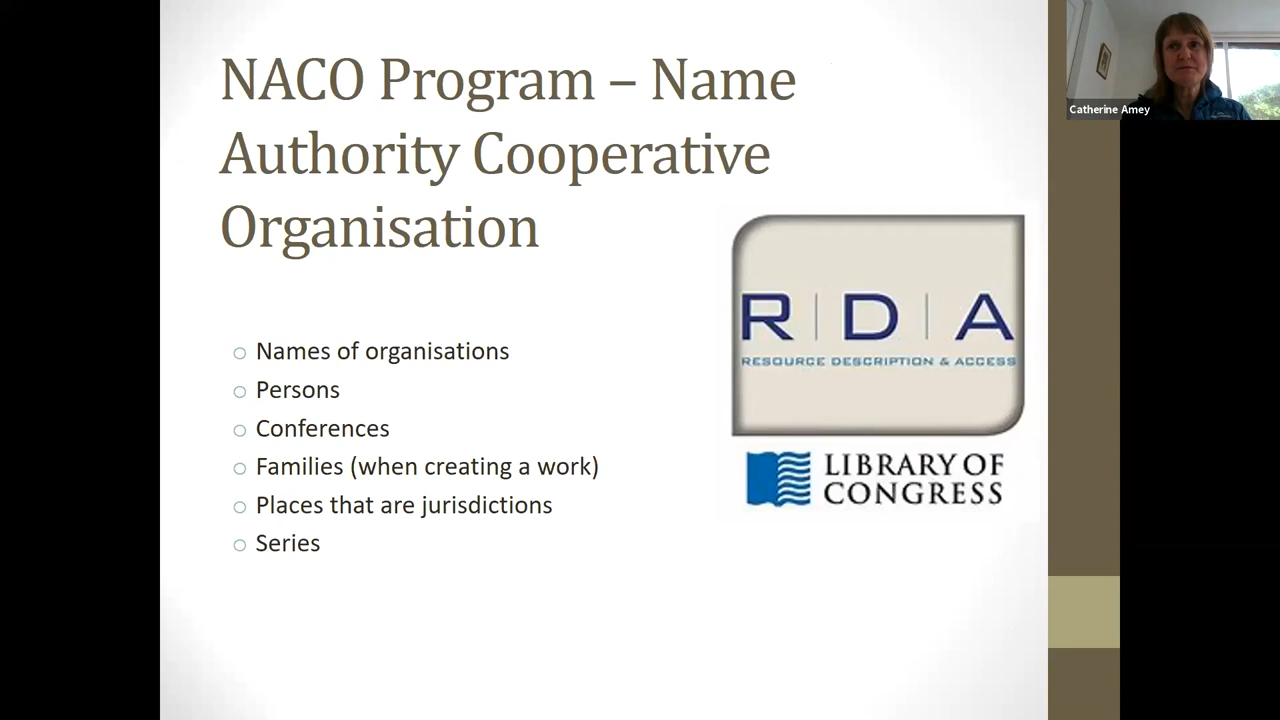 NACO Program – Name
Authority Cooperative
Organisation
○ Names of organisations
○ Persons
○ Conferences
○ Families (when creating a work)
○ Places that are jurisdictions
○ Series
R | D | A
RESOURCE DESCRIPTION & ACCESS
LIBRARY OF
CONGRESS
Catherine Amey